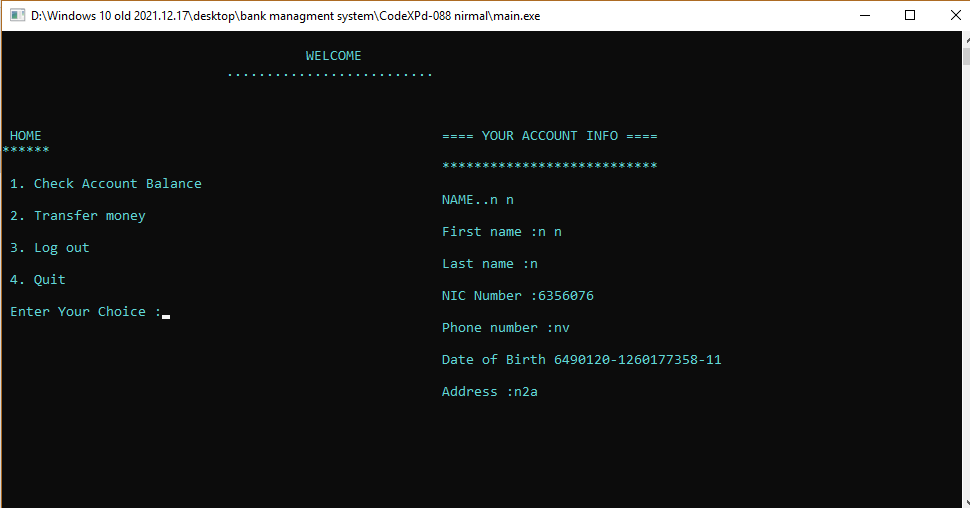 D:\Windows 10 old 2021.12.17\desktop\bank managment system\CodeXPd-088 nirmal\main.exe
WELCOME
..........................
HOME
******
1. Check Account Balance
2. Transfer money
3. Log out
4. Quit
Enter Your Choice :
==== YOUR ACCOUNT INFO ====
***************************
NAME..n n
First name :n n
Last name :n
NIC Number :6356076
Phone number :nv
Date of Birth 6490120-1260177358-11
Address :n2a